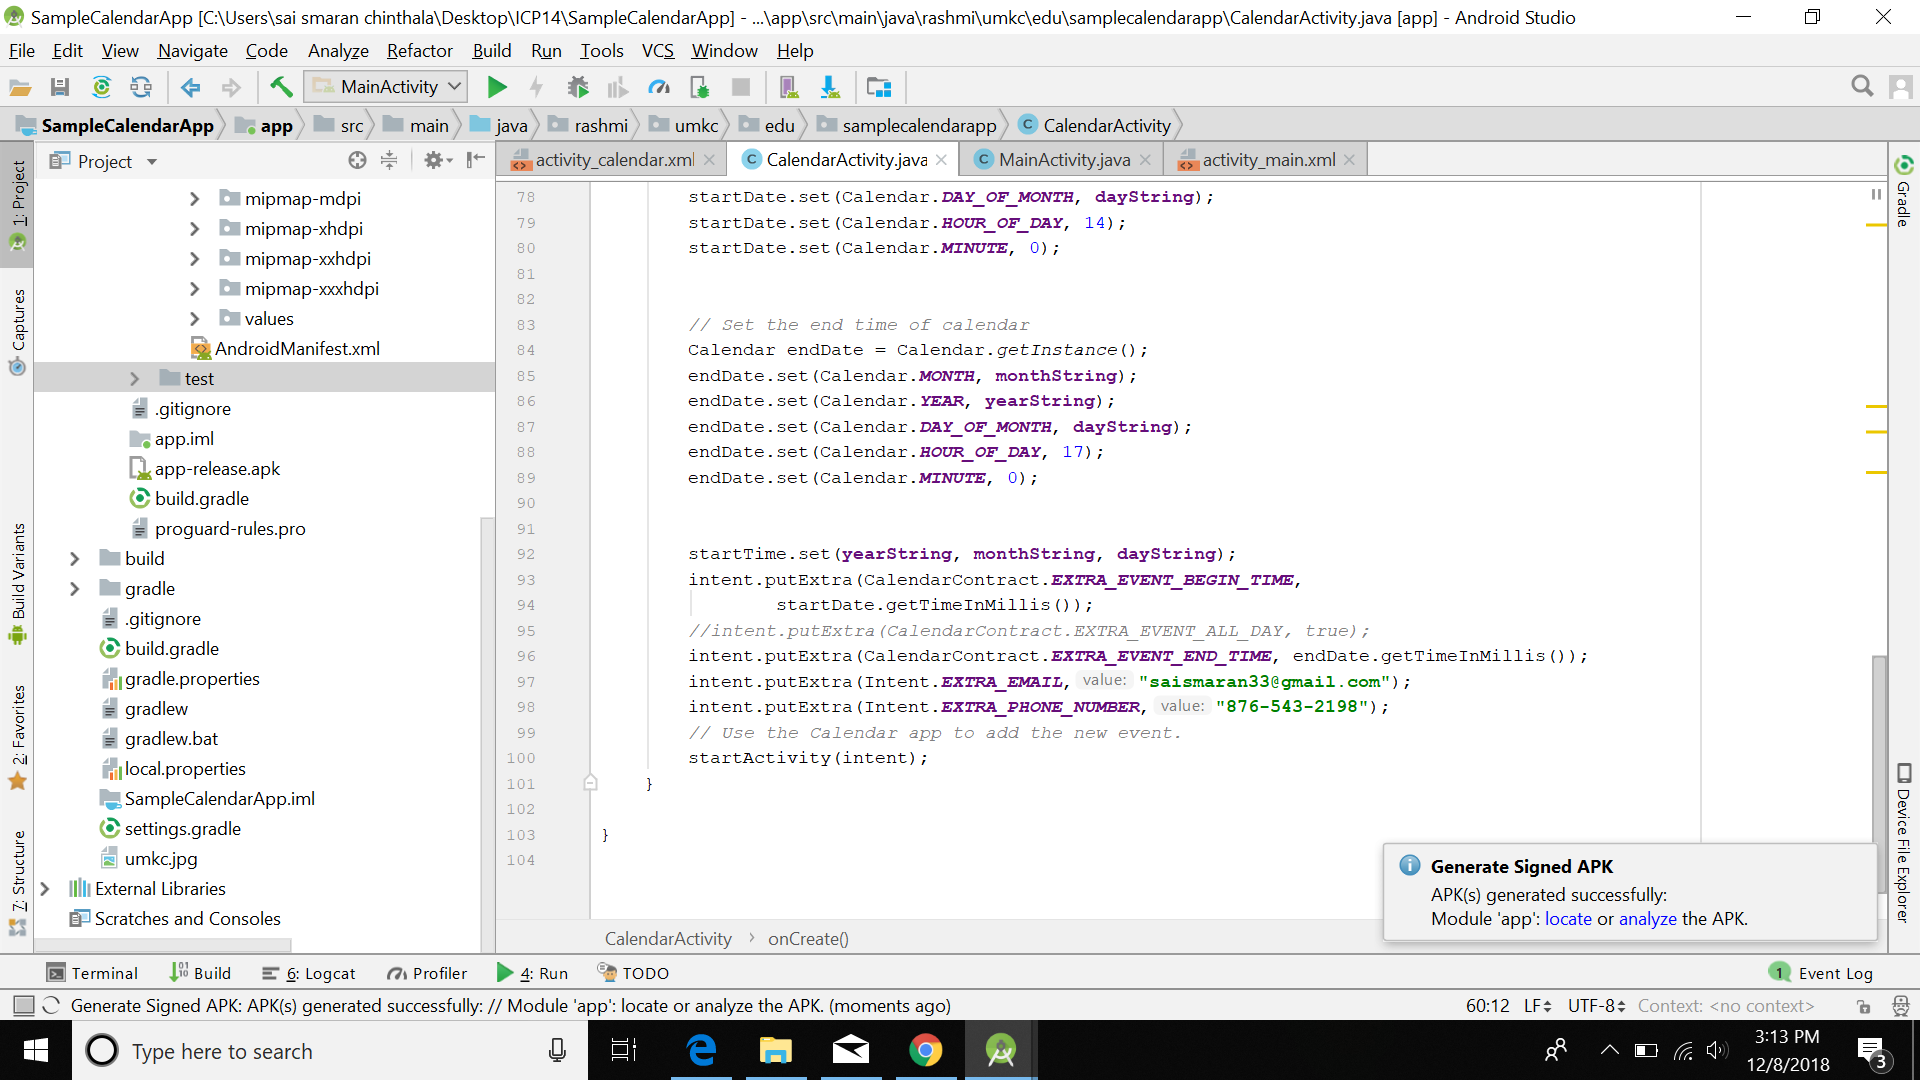 SampleCalendarApp [C:\Users\sai smaran chinthala\Desktop\ICP14\SampleCalendarApp] - ...\app\src\main\java\rashmi\umkc\edu\samplecalendarapp\CalendarActivity.java [app] - Android Studio
File Edit View Navigate Code Analyze Refactor Build Run Tools VCS Window Help
MainActivity
SampleCalendarApp app src main java rashmi umkc edu samplecalendarapp CalendarActivity
Project
activity_calendar.xml CalendarActivity.java MainActivity.java activity_main.xml
1: Project
Captures
Build Variants
2: Favorites
7: Structure
mipmap-mdpi
mipmap-xhdpi
mipmap-xxhdpi
mipmap-xxxhdpi
values
AndroidManifest.xml
test
.gitignore
app.iml
app-release.apk
build.gradle
proguard-rules.pro
build
gradle
.gitignore
build.gradle
gradle.properties
gradlew
gradlew.bat
local.properties
SampleCalendarApp.iml
settings.gradle
umkc.jpg
External Libraries
Scratches and Consoles
78 startDate.set(Calendar.DAY_OF_MONTH, dayString);
79 startDate.set(Calendar.HOUR_OF_DAY, 14);
80 startDate.set(Calendar.MINUTE, 0);
81
82
83 // Set the end time of calendar
84 Calendar endDate = Calendar.getInstance();
85 endDate.set(Calendar.MONTH, monthString);
86 endDate.set(Calendar.YEAR, yearString);
87 endDate.set(Calendar.DAY_OF_MONTH, dayString);
88 endDate.set(Calendar.HOUR_OF_DAY, 17);
89 endDate.set(Calendar.MINUTE, 0);
90
91
92 startTime.set(yearString, monthString, dayString);
93 intent.putExtra(CalendarContract.EXTRA_EVENT_BEGIN_TIME,
94 startDate.getTimeInMillis());
95 //intent.putExtra(CalendarContract.EXTRA_EVENT_ALL_DAY, true);
96 intent.putExtra(CalendarContract.EXTRA_EVENT_END_TIME, endDate.getTimeInMillis());
97 intent.putExtra(Intent.EXTRA_EMAIL, value: "saismaran33@gmail.com");
98 intent.putExtra(Intent.EXTRA_PHONE_NUMBER, value: "876-543-2198");
99 // Use the Calendar app to add the new event.
100 startActivity(intent);
101 }
102
103 }
104
CalendarActivity onCreate()
Gradle
Device File Explorer
Generate Signed APK
APK(s) generated successfully:
Module 'app': locate or analyze the APK.
Terminal Build 6: Logcat Profiler 4: Run TODO
1 Event Log
Generate Signed APK: APK(s) generated successfully: // Module 'app': locate or analyze the APK. (moments ago)
60:12 LF UTF-8 Context: <no context>
Type here to search
3:13 PM
12/8/2018
3